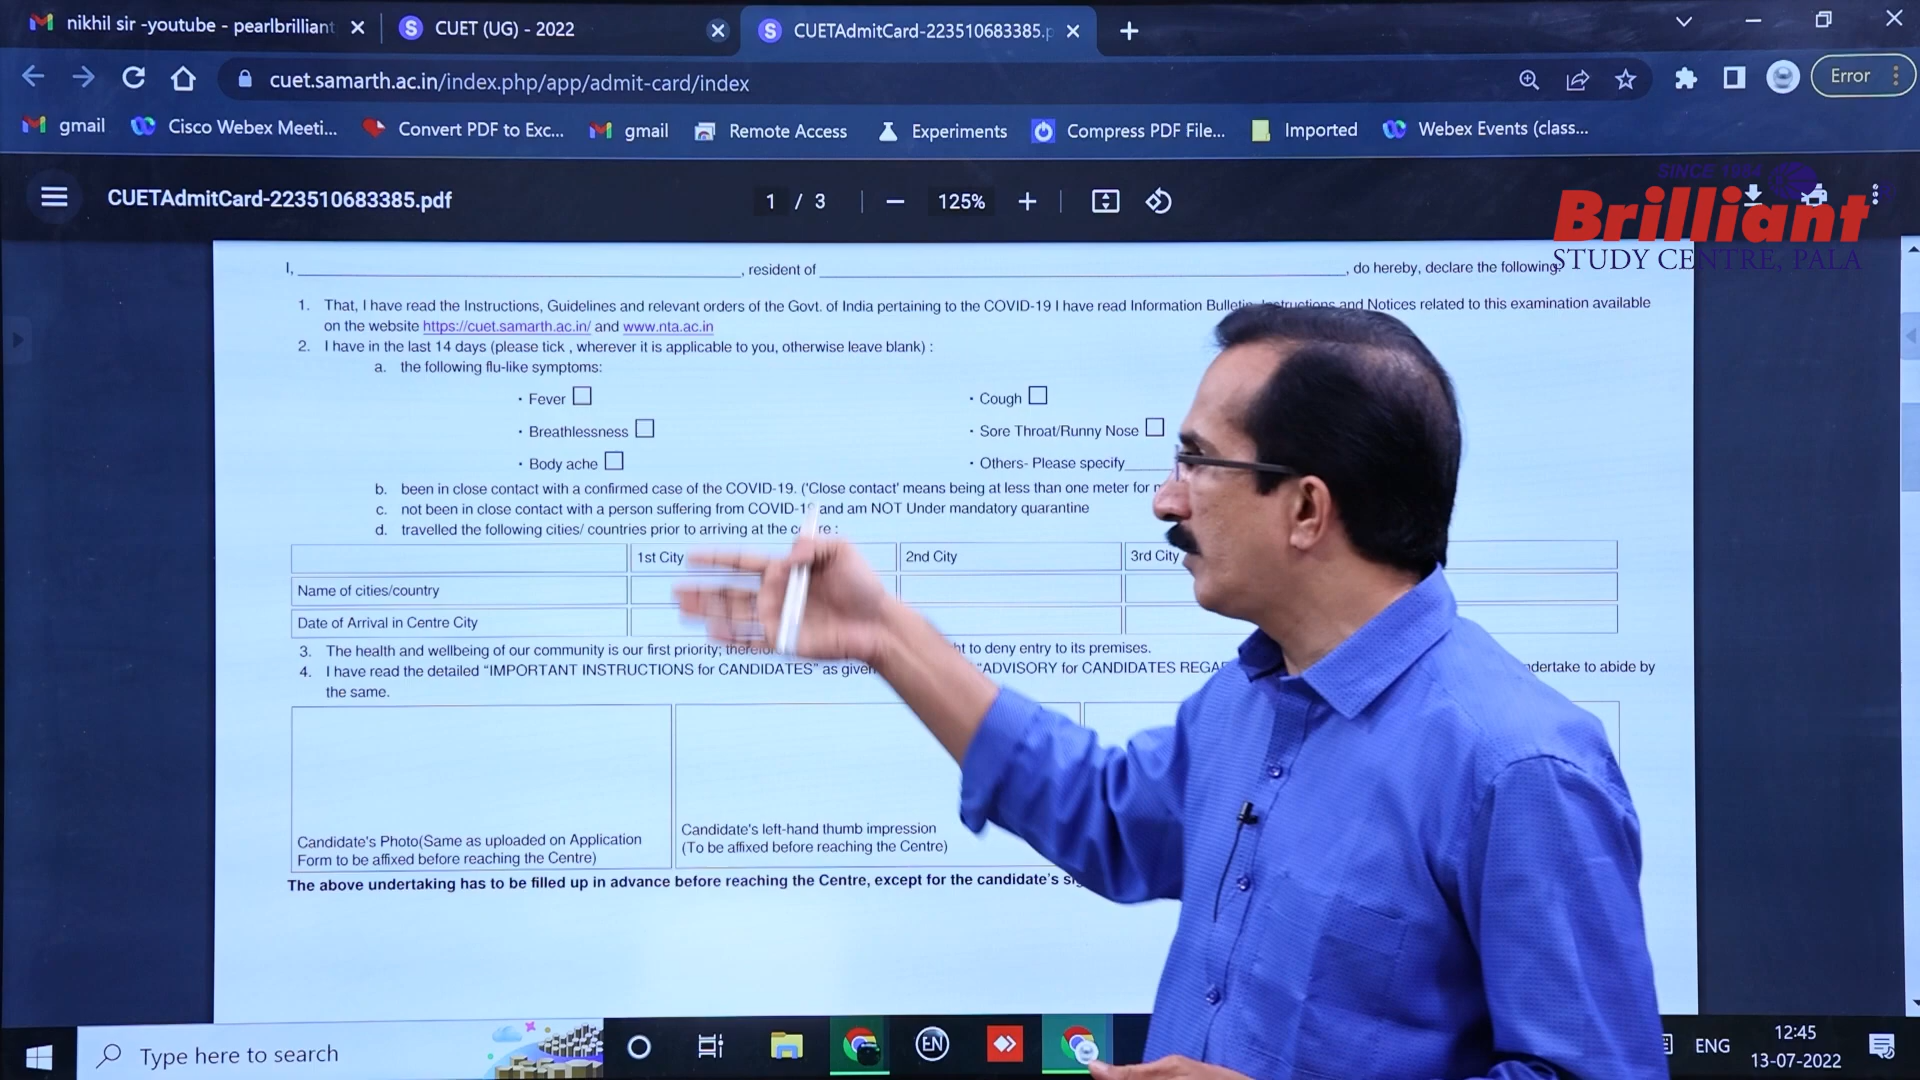 nikhil sir -youtube - pearlbrilliant
CUET (UG) - 2022
CUETAdmitCard-223510683385.p
cuet.samarth.ac.in/index.php/app/admit-card/index
Error
gmail
Cisco Webex Meeti...
Convert PDF to Exc...
gmail
Remote Access
Experiments
Compress PDF File...
Imported
Webex Events (class...
CUETAdmitCard-223510683385.pdf
1 / 3
125%
SINCE 1984
Brilliant
STUDY CENTRE, PALA
I, , resident of , do hereby, declare the following:
1. That, I have read the Instructions, Guidelines and relevant orders of the Govt. of India pertaining to the COVID-19 I have read Information Bulletin, Instructions and Notices related to this examination available
on the website https://cuet.samarth.ac.in/ and www.nta.ac.in
2. I have in the last 14 days (please tick , wherever it is applicable to you, otherwise leave blank) :
a. the following flu-like symptoms:
• Fever
• Cough
• Breathlessness
• Sore Throat/Runny Nose
• Body ache
• Others- Please specify
b. been in close contact with a confirmed case of the COVID-19. ('Close contact' means being at less than one meter for
c. not been in close contact with a person suffering from COVID-19 and am NOT Under mandatory quarantine
d. travelled the following cities/ countries prior to arriving at the centre :
1st City
2nd City
3rd City
Name of cities/country
Date of Arrival in Centre City
3. The health and wellbeing of our community is our first priority; to deny entry to its premises.
4. I have read the detailed “IMPORTANT INSTRUCTIONS for CANDIDATES” as given “ADVISORY for CANDIDATES undertake to abide by
the same.
Candidate's Photo(Same as uploaded on Application
Form to be affixed before reaching the Centre)
Candidate's left-hand thumb impression
(To be affixed before reaching the Centre)
The above undertaking has to be filled up in advance before reaching the Centre, except for the candidate's
Type here to search
EN
ENG
12:45
13-07-2022